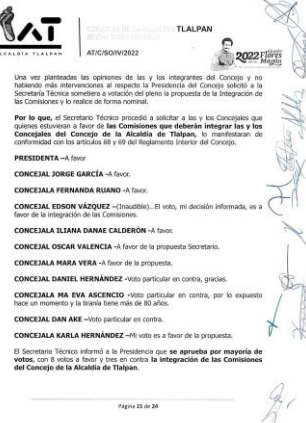 AT
ALCALDÍA TLALPAN
CONCEJO DE LA ALCALDÍA TLALPAN
SECRETARÍA TÉCNICA
AT/C/SO/IV/2022
2022 Flores
Magón
Una vez planteadas las opiniones de las y los integrantes del Concejo y no
habiendo más intervenciones al respecto la Presidencia del Concejo solicitó a la
Secretaría Técnica sometiera a votación del pleno la propuesta de la Integración de
las Comisiones y lo realice de forma nominal.
Por lo que, el Secretario Técnico procedió a solicitar a las y los Concejales que
quienes estuvieran a favor de las Comisiones que deberán integrar las y los
Concejales del Concejo de la Alcaldía de Tlalpan, lo manifestaran de
conformidad con los artículos 68 y 69 del Reglamento Interior del Concejo.
PRESIDENTA –A favor
CONCEJAL JORGE GARCÍA -A favor.
CONCEJALA FERNANDA RUANO -A favor.
CONCEJAL EDSON VÁZQUEZ –(Inaudible)...El voto, mi decisión informada, es a
favor de la integración de las Comisiones.
CONCEJALA ILIANA DANAE CALDERÓN -A favor.
CONCEJAL OSCAR VALENCIA -A favor de la propuesta Secretario.
CONCEJALA MARA VERA -A favor de la propuesta.
CONCEJAL DANIEL HERNÁNDEZ -Voto particular en contra, gracias.
CONCEJALA MA EVA ASCENCIO -Voto particular en contra, por lo expuesto
hace un momento y la tiranía tiene más de 80 años.
CONCEJAL DAN AKE –Voto particular en contra.
CONCEJALA KARLA HERNÁNDEZ –Mi voto es a favor de la propuesta.
El Secretario Técnico informó a la Presidencia que se aprueba por mayoría de
votos, con 8 votos a favor y tres en contra la integración de las Comisiones
del Concejo de la Alcaldía de Tlalpan.
Página 15 de 24